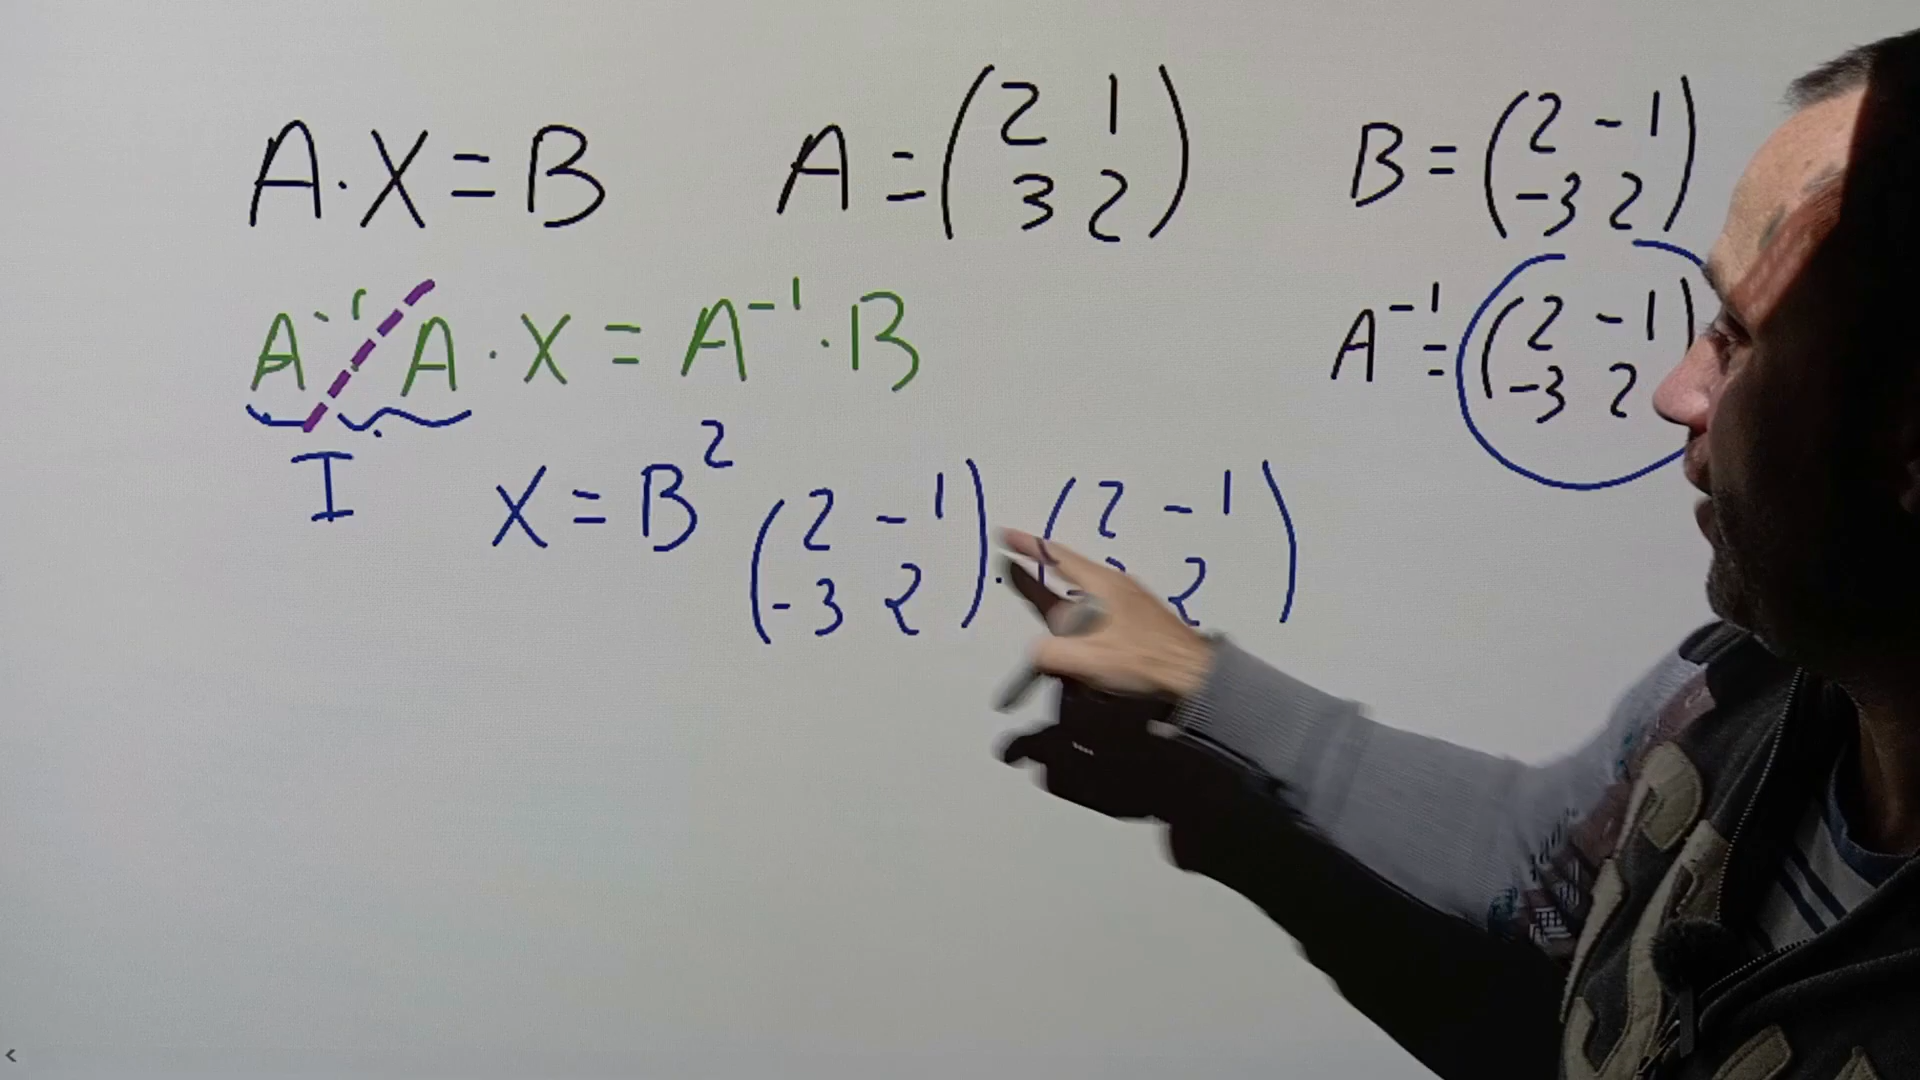 A·X=B A=(2 1 B=(2 -1
3 2) -3 2)
A⁻¹ A·X=A⁻¹·B A⁻¹=(2 -1
-3 2
I X=B² (2 -1 ) · (2 -1
-3 2) 2)